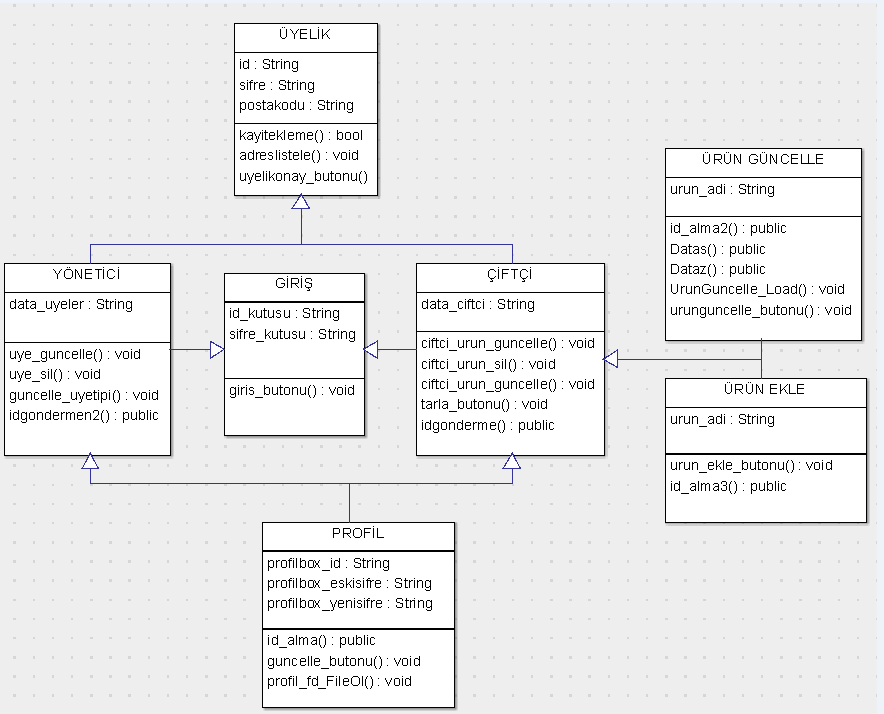 ÜYELİK
id : String
sifre : String
postakodu : String
kayitekleme() : bool
adreslistele() : void
uyelikonay_butonu()
YÖNETİCİ
data_uyeler : String
uye_guncelle() : void
uye_sil() : void
guncelle_uyetipi() : void
idgondermen2() : public
GİRİŞ
id_kutusu : String
sifre_kutusu : String
giris_butonu() : void
ÇİFTÇİ
data_ciftci : String
ciftci_urun_guncelle() : void
ciftci_urun_sil() : void
ciftci_urun_guncelle() : void
tarla_butonu() : void
idgonderme() : public
ÜRÜN GÜNCELLE
urun_adi : String
id_alma2() : public
Datas() : public
Dataz() : public
UrunGuncelle_Load() : void
urunguncelle_butonu() : void
ÜRÜN EKLE
urun_adi : String
urun_ekle_butonu() : void
id_alma3() : public
PROFİL
profilbox_id : String
profilbox_eskisifre : String
profilbox_yenisifre : String
id_alma() : public
guncelle_butonu() : void
profil_fd_FileOl() : void